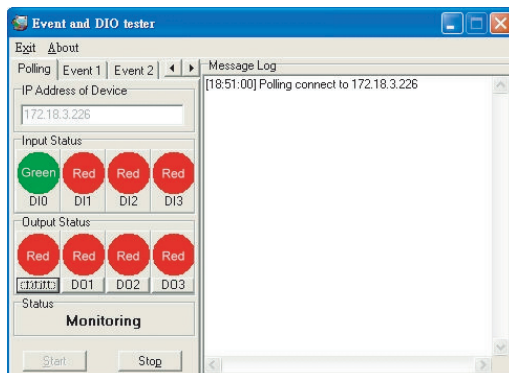 Event and DIO tester
Exit About
Polling Event 1 Event 2
IP Address of Device
172.18.3.226
Input Status
Green Red Red Red
DI0 DI1 DI2 DI3
Output Status
Red Red Red Red
DO1 DO2 DO3
Status
Monitoring
Start Stop
Message Log
[18:51:00] Polling connect to 172.18.3.226